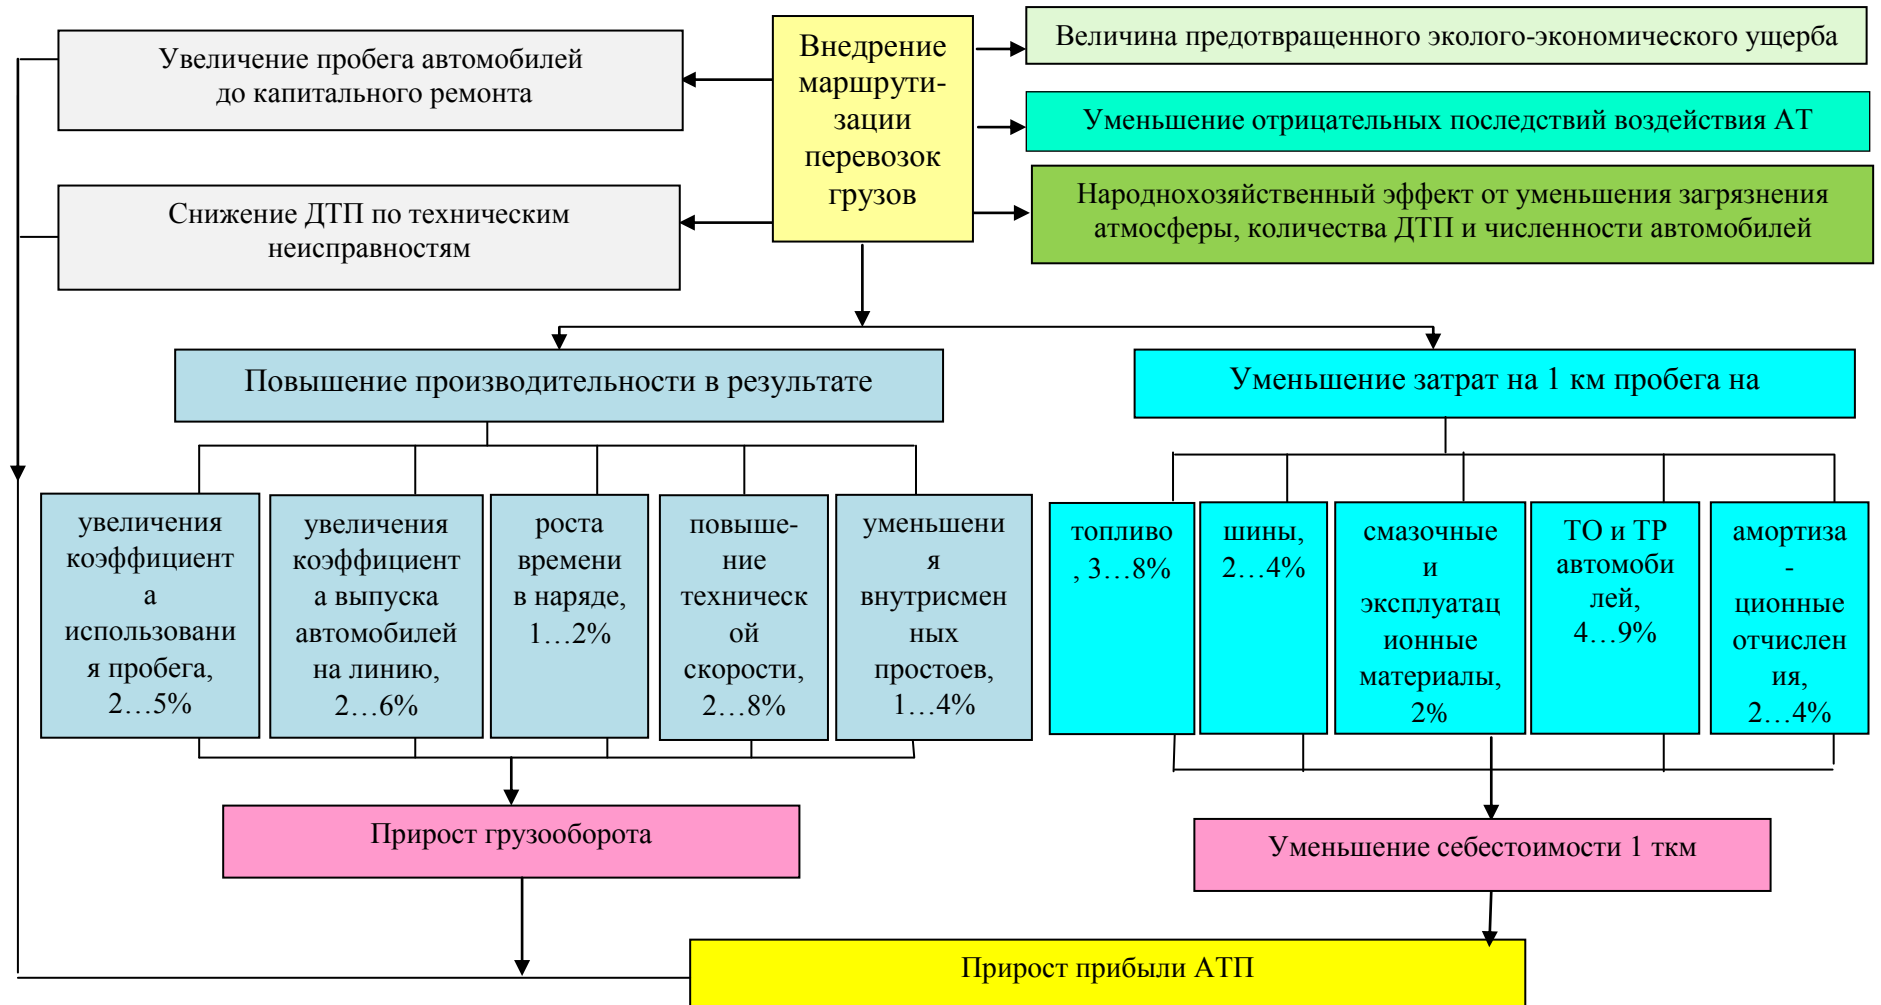 Увеличение пробега автомобилей
до капитального ремонта
Внедрение
маршрути-
зации
перевозок
грузов
Величина предотвращенного эколого-экономического ущерба
Уменьшение отрицательных последствий воздействия АТ
Снижение ДТП по техническим
неисправностям
Народнохозяйственный эффект от уменьшения загрязнения
атмосферы, количества ДТП и численности автомобилей
Повышение производительности в результате
Уменьшение затрат на 1 км пробега на
увеличения
коэффициент
а
использовани
я пробега,
2…5%
увеличения
коэффициент
а выпуска
автомобилей
на линию,
2…6%
роста
времени
в наряде,
1…2%
повыше-
ние
техническ
ой
скорости,
2…8%
уменьшени
я
внутрисмен
ных
простоев,
1…4%
топливо
, 3…8%
шины,
2…4%
смазочные
и
эксплуатац
ионные
материалы,
2%
ТО и ТР
автомоби
лей,
4…9%
амортиза
-
ционные
отчислен
ия,
2…4%
Прирост грузооборота
Уменьшение себестоимости 1 ткм
Прирост прибыли АТП